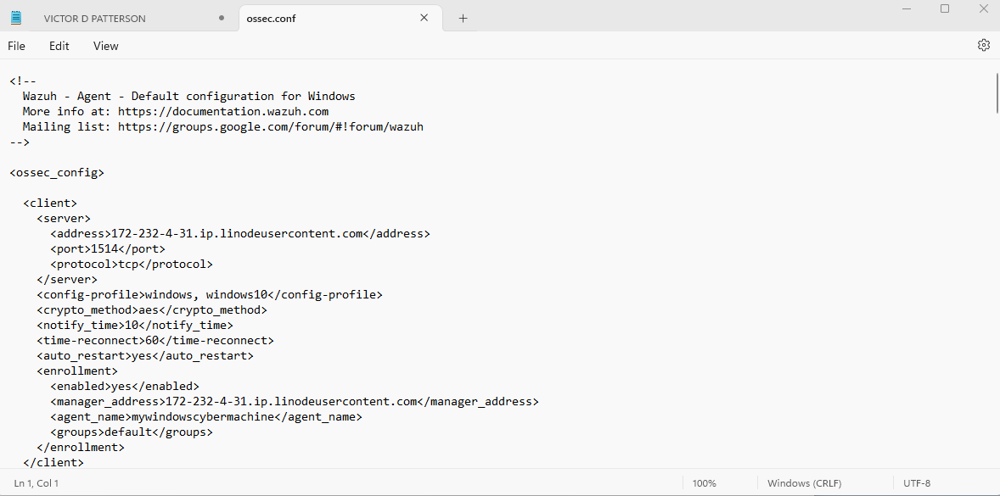 VICTOR D PATTERSON
ossec.conf
File Edit View
<!--
  Wazuh - Agent - Default configuration for Windows
  More info at: https://documentation.wazuh.com
  Mailing list: https://groups.google.com/forum/#!forum/wazuh
-->
<ossec_config>
  <client>
    <server>
      <address>172-232-4-31.ip.linodeusercontent.com</address>
      <port>1514</port>
      <protocol>tcp</protocol>
    </server>
    <config-profile>windows, windows10</config-profile>
    <crypto_method>aes</crypto_method>
    <notify_time>10</notify_time>
    <time-reconnect>60</time-reconnect>
    <auto_restart>yes</auto_restart>
    <enrollment>
      <enabled>yes</enabled>
      <manager_address>172-232-4-31.ip.linodeusercontent.com</manager_address>
      <agent_name>mywindowscybermachine</agent_name>
      <groups>default</groups>
    </enrollment>
  </client>
Ln 1, Col 1 100% Windows (CRLF) UTF-8